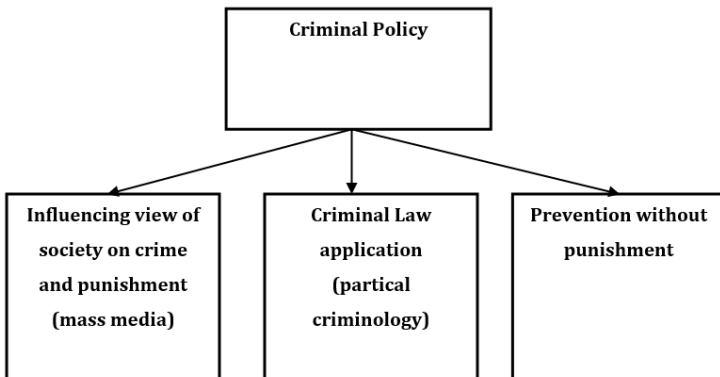 Criminal Policy
Influencing view of
society on crime
and punishment
(mass media)
Criminal Law
application
(partical
criminology)
Prevention without
punishment